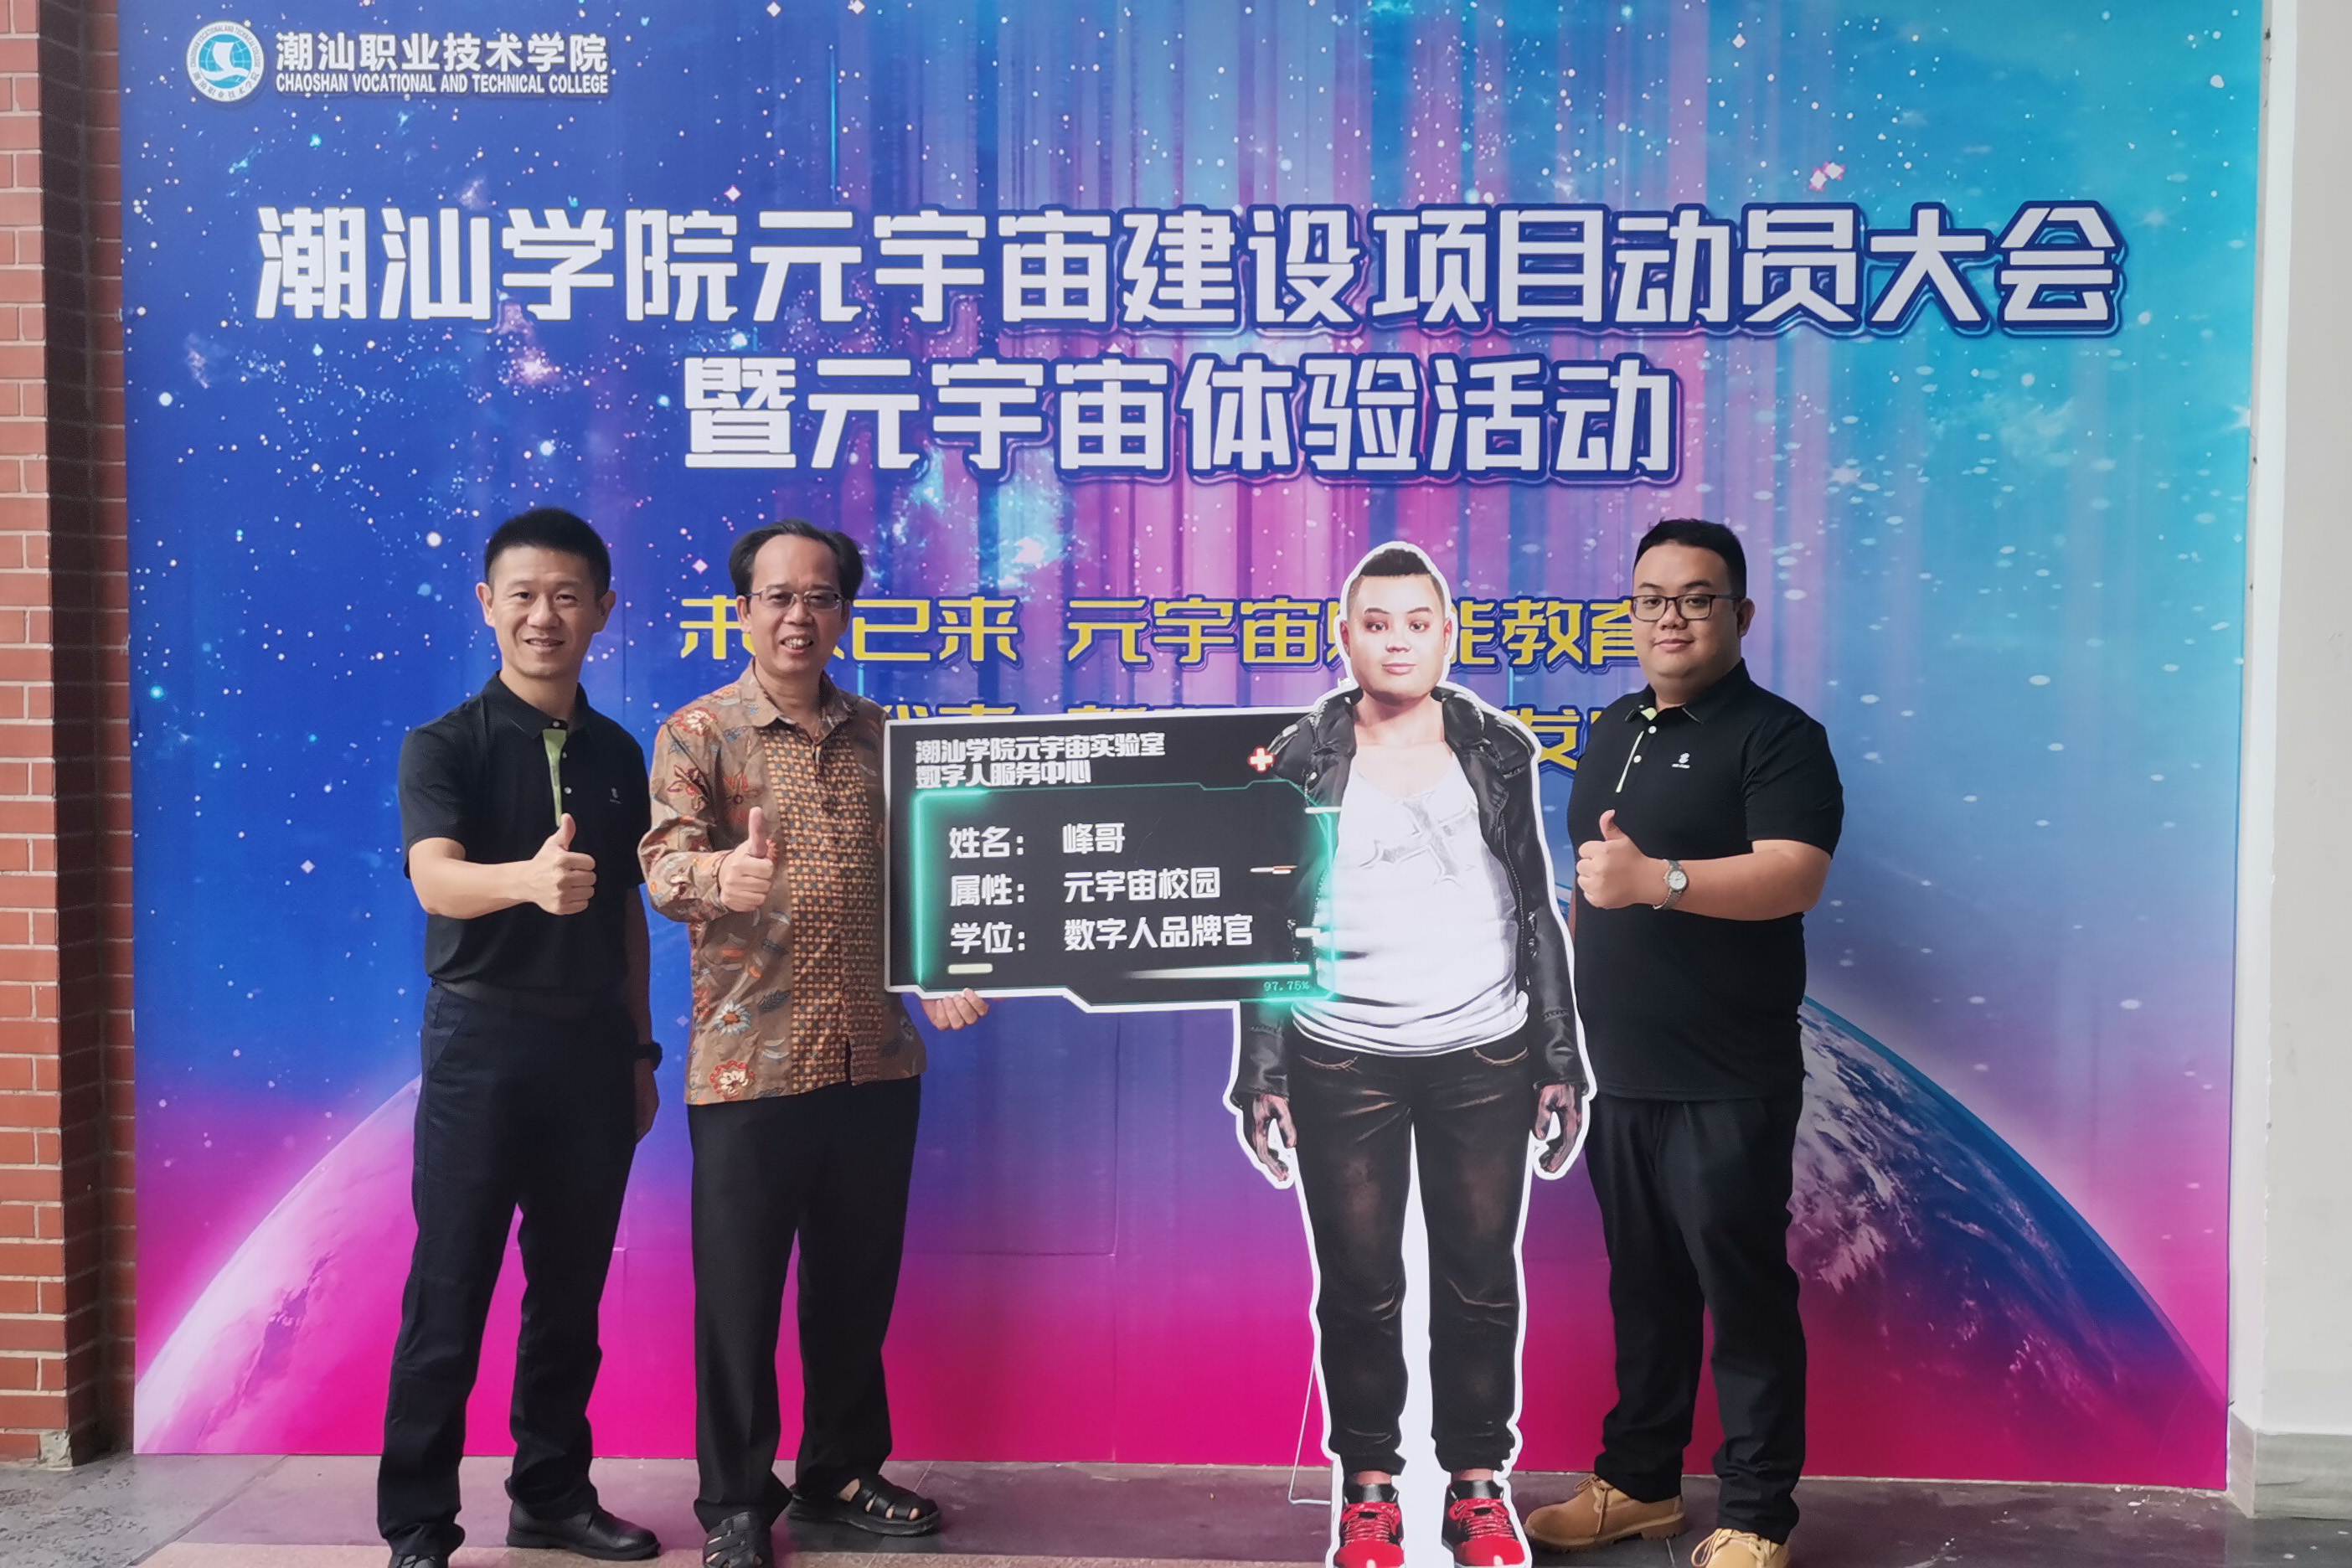 潮汕职业技术学院
CHAOSHAN VOCATIONAL AND TECHNICAL COLLEGE
潮汕学院元宇宙建设项目动员大会
暨元宇宙体验活动
未 已来 元宇宙 能教育
潮汕学院元宇宙实验室
数字人服务中心
姓名: 峰哥
属性: 元宇宙校园
学位: 数字人品牌官
97.75%